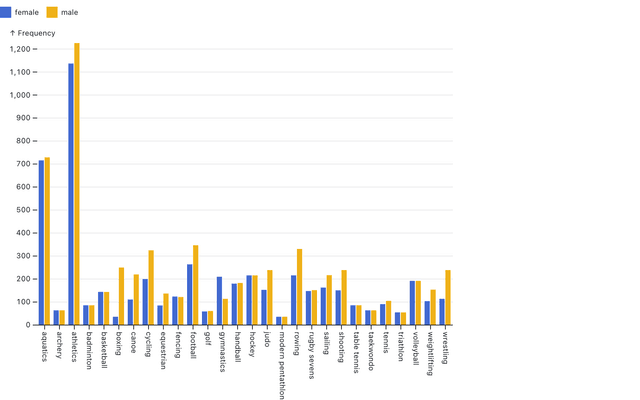 female male
↑ Frequency
1,200
1,100
1,000
900
800
700
600
500
400
300
200
100
0
aquatics
archery
athletics
badminton
basketball
boxing
canoe
cycling
equestrian
fencing
football
golf
gymnastics
handball
hockey
judo
modern pentathlon
rowing
rugby sevens
sailing
shooting
table tennis
taekwondo
tennis
triathlon
volleyball
weightlifting
wrestling